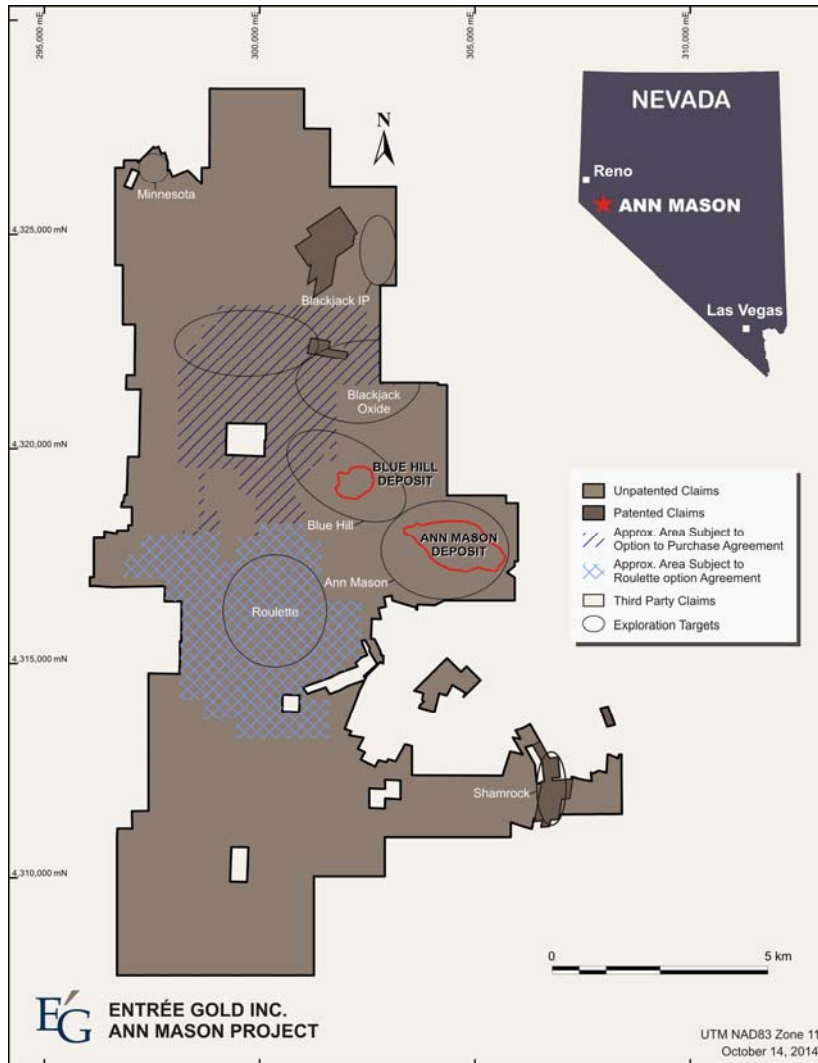 295,000 mE
300,000 mE
305,000 mE
310,000 mE
N
NEVADA
Reno
ANN MASON
Las Vegas
Minnesota
4,325,000 mN
Blackjack IP
Blackjack
Oxide
4,320,000 mN
BLUE HILL
DEPOSIT
Blue Hill
ANN MASON
DEPOSIT
Ann Mason
Roulette
4,315,000 mN
Shamrock
4,310,000 mN
Unpatented Claims
Patented Claims
Approx. Area Subject to
Option to Purchase Agreement
Approx. Area Subject to
Roulette option Agreement
Third Party Claims
Exploration Targets
0 5 km
EG
ENTRÉE GOLD INC.
ANN MASON PROJECT
UTM NAD83 Zone 11
October 14, 2014